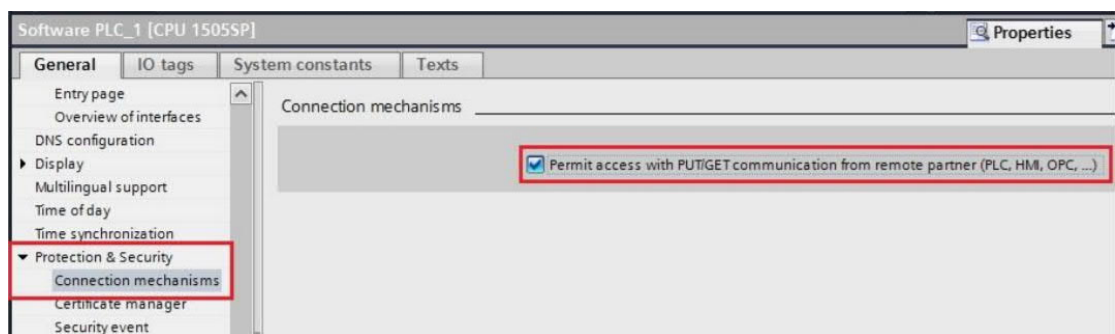 Software PLC_1 [CPU 1505SP]
Properties
General
IO tags
System constants
Texts
Entry page
Overview of interfaces
DNS configuration
Display
Multilingual support
Time of day
Time synchronization
Protection & Security
Connection mechanisms
Certificate manager
Security event
Connection mechanisms
Permit access with PUT/GET communication from remote partner (PLC, HMI, OPC, ...)